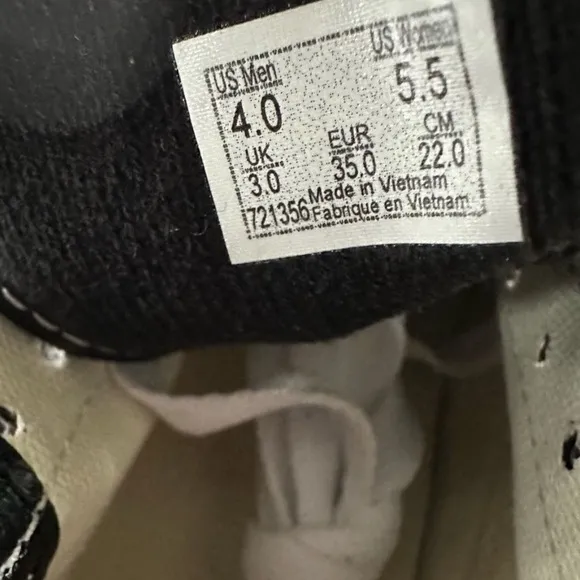 US Men US Women
4.0 5.5
UK EUR CM
3.0 35.0 22.0
Made in Vietnam
721356 Fabriqué en Vietnam